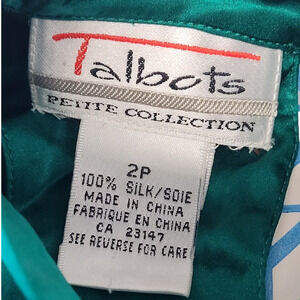 Talbots
PETITE COLLECTION
2P
100% SILK/SOIE
MADE IN CHINA
FABRIQUE EN CHINA
CA 23147
SEE REVERSE FOR CARE